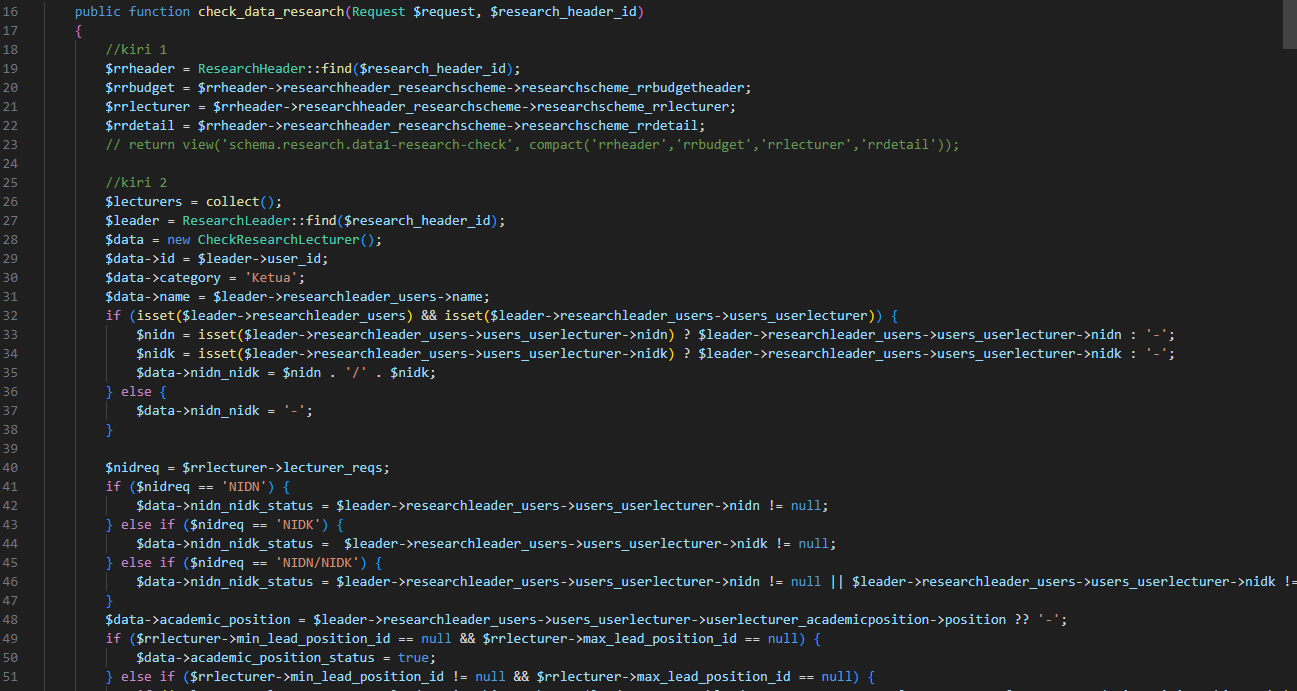 16 public function check_data_research(Request $request, $research_header_id)
17 {
18 //kiri 1
19 $rrheader = ResearchHeader::find($research_header_id);
20 $rrbudget = $rrheader->researchheader_researchscheme->researchscheme_rrbudgetheader;
21 $rrlecturer = $rrheader->researchheader_researchscheme->researchscheme_rrlecturer;
22 $rrdetail = $rrheader->researchheader_researchscheme->researchscheme_rrdetail;
23 // return view('schema.research.data1-research-check', compact('rrheader','rrbudget','rrlecturer','rrdetail'));
24
25 //kiri 2
26 $lecturers = collect();
27 $leader = ResearchLeader::find($research_header_id);
28 $data = new CheckResearchLecturer();
29 $data->id = $leader->user_id;
30 $data->category = 'Ketua';
31 $data->name = $leader->researchleader_users->name;
32 if (isset($leader->researchleader_users) && isset($leader->researchleader_users->users_userlecturer)) {
33 $nidn = isset($leader->researchleader_users->users_userlecturer->nidn) ? $leader->researchleader_users->users_userlecturer->nidn : '-';
34 $nidk = isset($leader->researchleader_users->users_userlecturer->nidk) ? $leader->researchleader_users->users_userlecturer->nidk : '-';
35 $data->nidn_nidk = $nidn . '/' . $nidk;
36 } else {
37 $data->nidn_nidk = '-';
38 }
39
40 $nidreq = $rrlecturer->lecturer_reqs;
41 if ($nidreq == 'NIDN') {
42 $data->nidn_nidk_status = $leader->researchleader_users->users_userlecturer->nidn != null;
43 } else if ($nidreq == 'NIDK') {
44 $data->nidn_nidk_status =  $leader->researchleader_users->users_userlecturer->nidk != null;
45 } else if ($nidreq == 'NIDN/NIDK') {
46 $data->nidn_nidk_status = $leader->researchleader_users->users_userlecturer->nidn != null || $leader->researchleader_users->users_userlecturer->nidk !=
47 }
48 $data->academic_position = $leader->researchleader_users->users_userlecturer->userlecturer_academicposition->position ?? '-';
49 if ($rrlecturer->min_lead_position_id == null && $rrlecturer->max_lead_position_id == null) {
50 $data->academic_position_status = true;
51 } else if ($rrlecturer->min_lead_position_id != null && $rrlecturer->max_lead_position_id == null) {